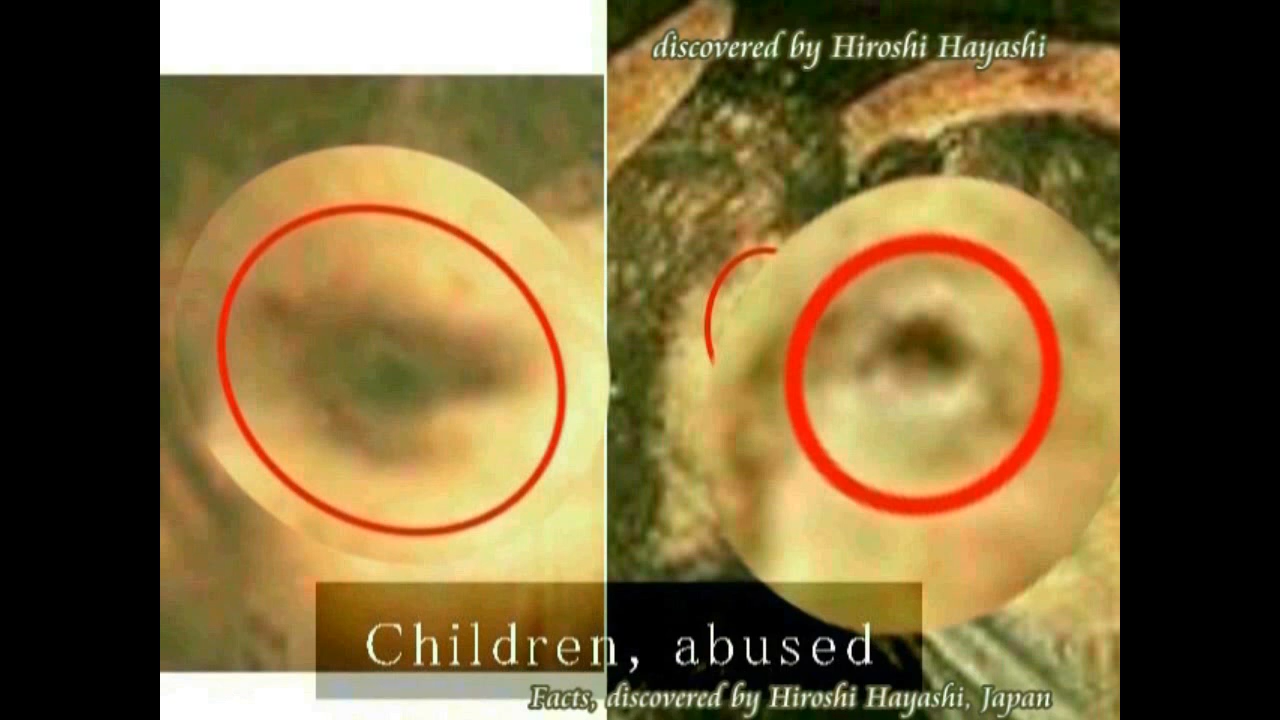 discovered by Hiroshi Hayashi
Children, abused
Facts, discovered by Hiroshi Hayashi, Japan